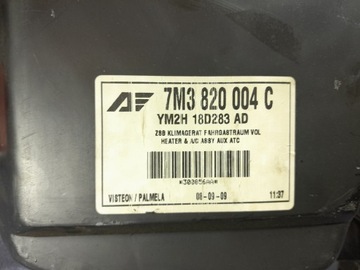 7M3 820 004 C
YM2H 18D283 AD
ZBB KLIMAGERAT FAHRGASTRAUM VOL
HEATER & A/C ASSY AUX ATC
VISTEON / PALMELA 08-09-09 11:37